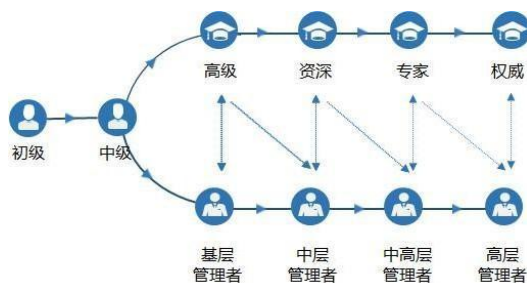 高级
资深
专家
权威
初级
中级
基层
管理者
中层
管理者
中高层
管理者
高层
管理者